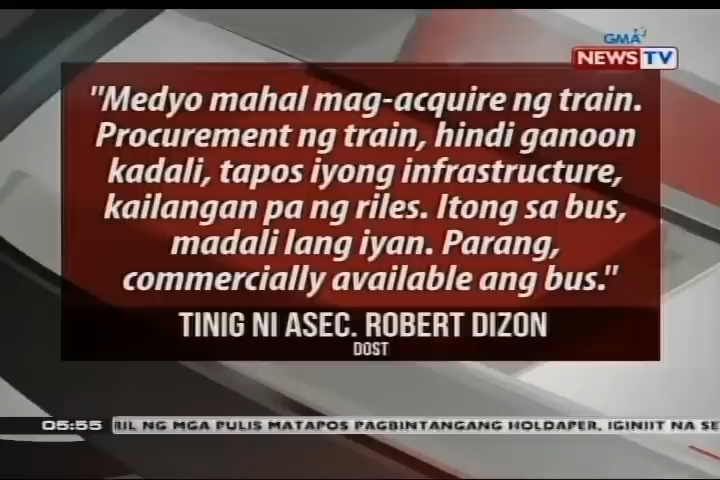 GMA
NEWS TV
"Medyo mahal mag-acquire ng train.
Procurement ng train, hindi ganoon
kadali, tapos iyong infrastructure,
kailangan pa ng riles. Itong sa bus,
madali lang iyan. Parang,
commercially available ang bus."
TINIG NI ASEC. ROBERT DIZON
DOST
05:55 RIL NG MGA PULIS MATAPOS PAGBINTANGANG HOLDAPER, IGINIIT NA SE